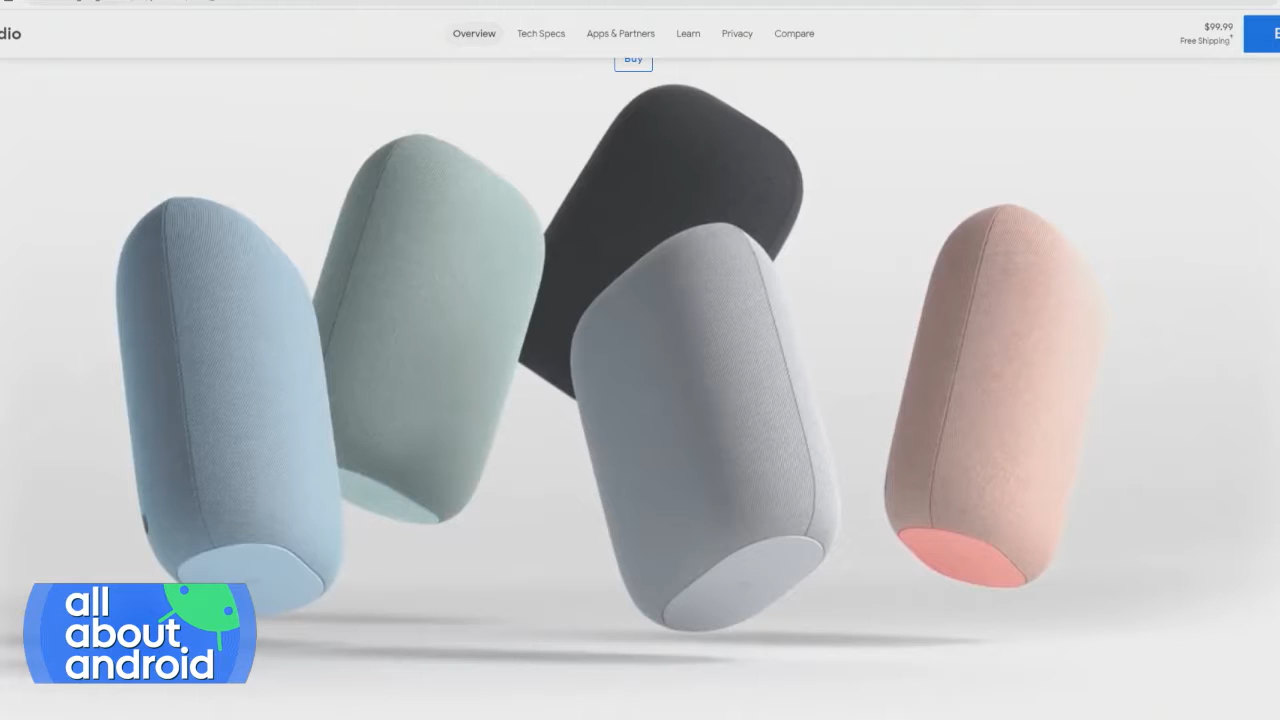 dio
Overview
Tech Specs
Apps & Partners
Learn
Privacy
Compare
$99.99
Free Shipping†
Buy
all
about
android